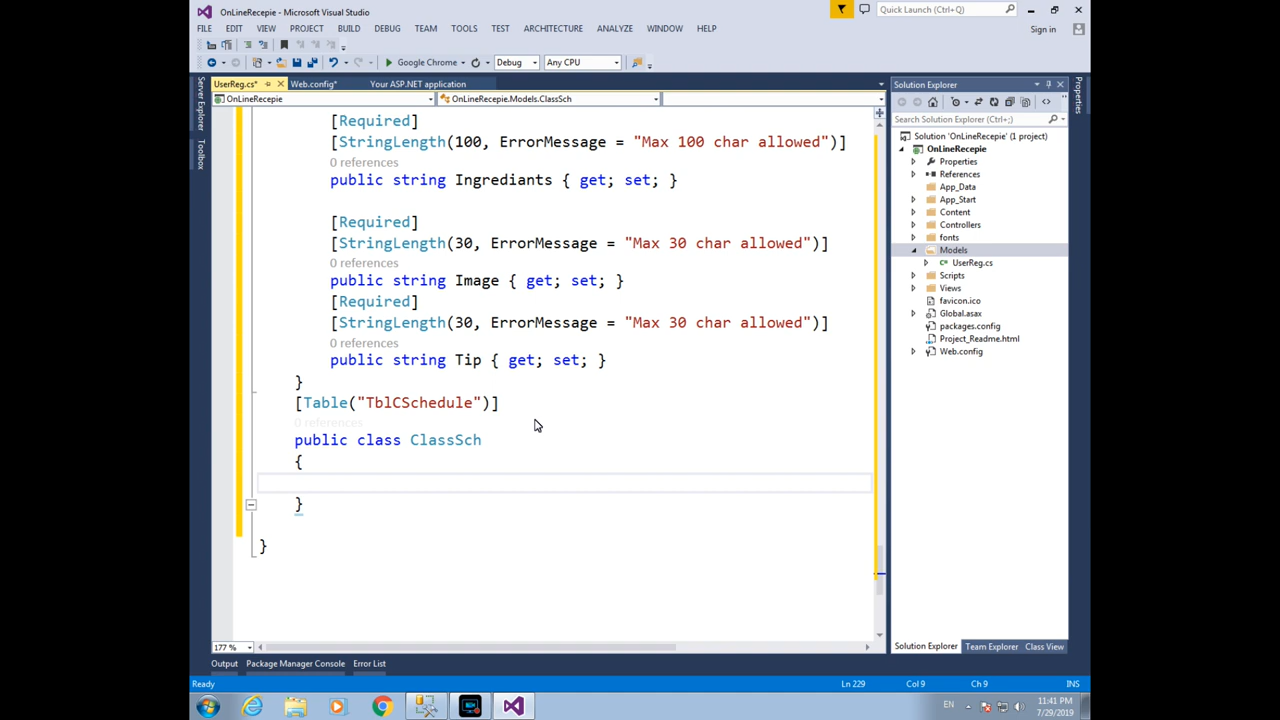 OnLineRecepie - Microsoft Visual Studio
Quick Launch (Ctrl+Q)
FILE EDIT VIEW PROJECT BUILD DEBUG TEAM TOOLS TEST ARCHITECTURE ANALYZE WINDOW HELP
Sign in
Google Chrome Debug Any CPU
UserReg.cs* Web.config* Your ASP.NET application
OnLineRecepie OnLineRecepie.Models.ClassSch
Server Explorer
Toolbox
[Required]
[StringLength(100, ErrorMessage = "Max 100 char allowed")]
0 references
public string Ingrediants { get; set; }
[Required]
[StringLength(30, ErrorMessage = "Max 30 char allowed")]
0 references
public string Image { get; set; }
[Required]
[StringLength(30, ErrorMessage = "Max 30 char allowed")]
0 references
public string Tip { get; set; }
}
[Table("TblCSchedule")]
0 references
public class ClassSch
{
}
}
177 %
Solution Explorer
Search Solution Explorer (Ctrl+;)
Solution 'OnLineRecepie' (1 project)
OnLineRecepie
Properties
References
App_Data
App_Start
Content
Controllers
fonts
Models
UserReg.cs
Scripts
Views
favicon.ico
Global.asax
packages.config
Project_Readme.html
Web.config
Solution Explorer Team Explorer Class View
Properties
Output Package Manager Console Error List
Ready Ln 229 Col 9 Ch 9 INS
EN
11:41 PM
7/29/2019